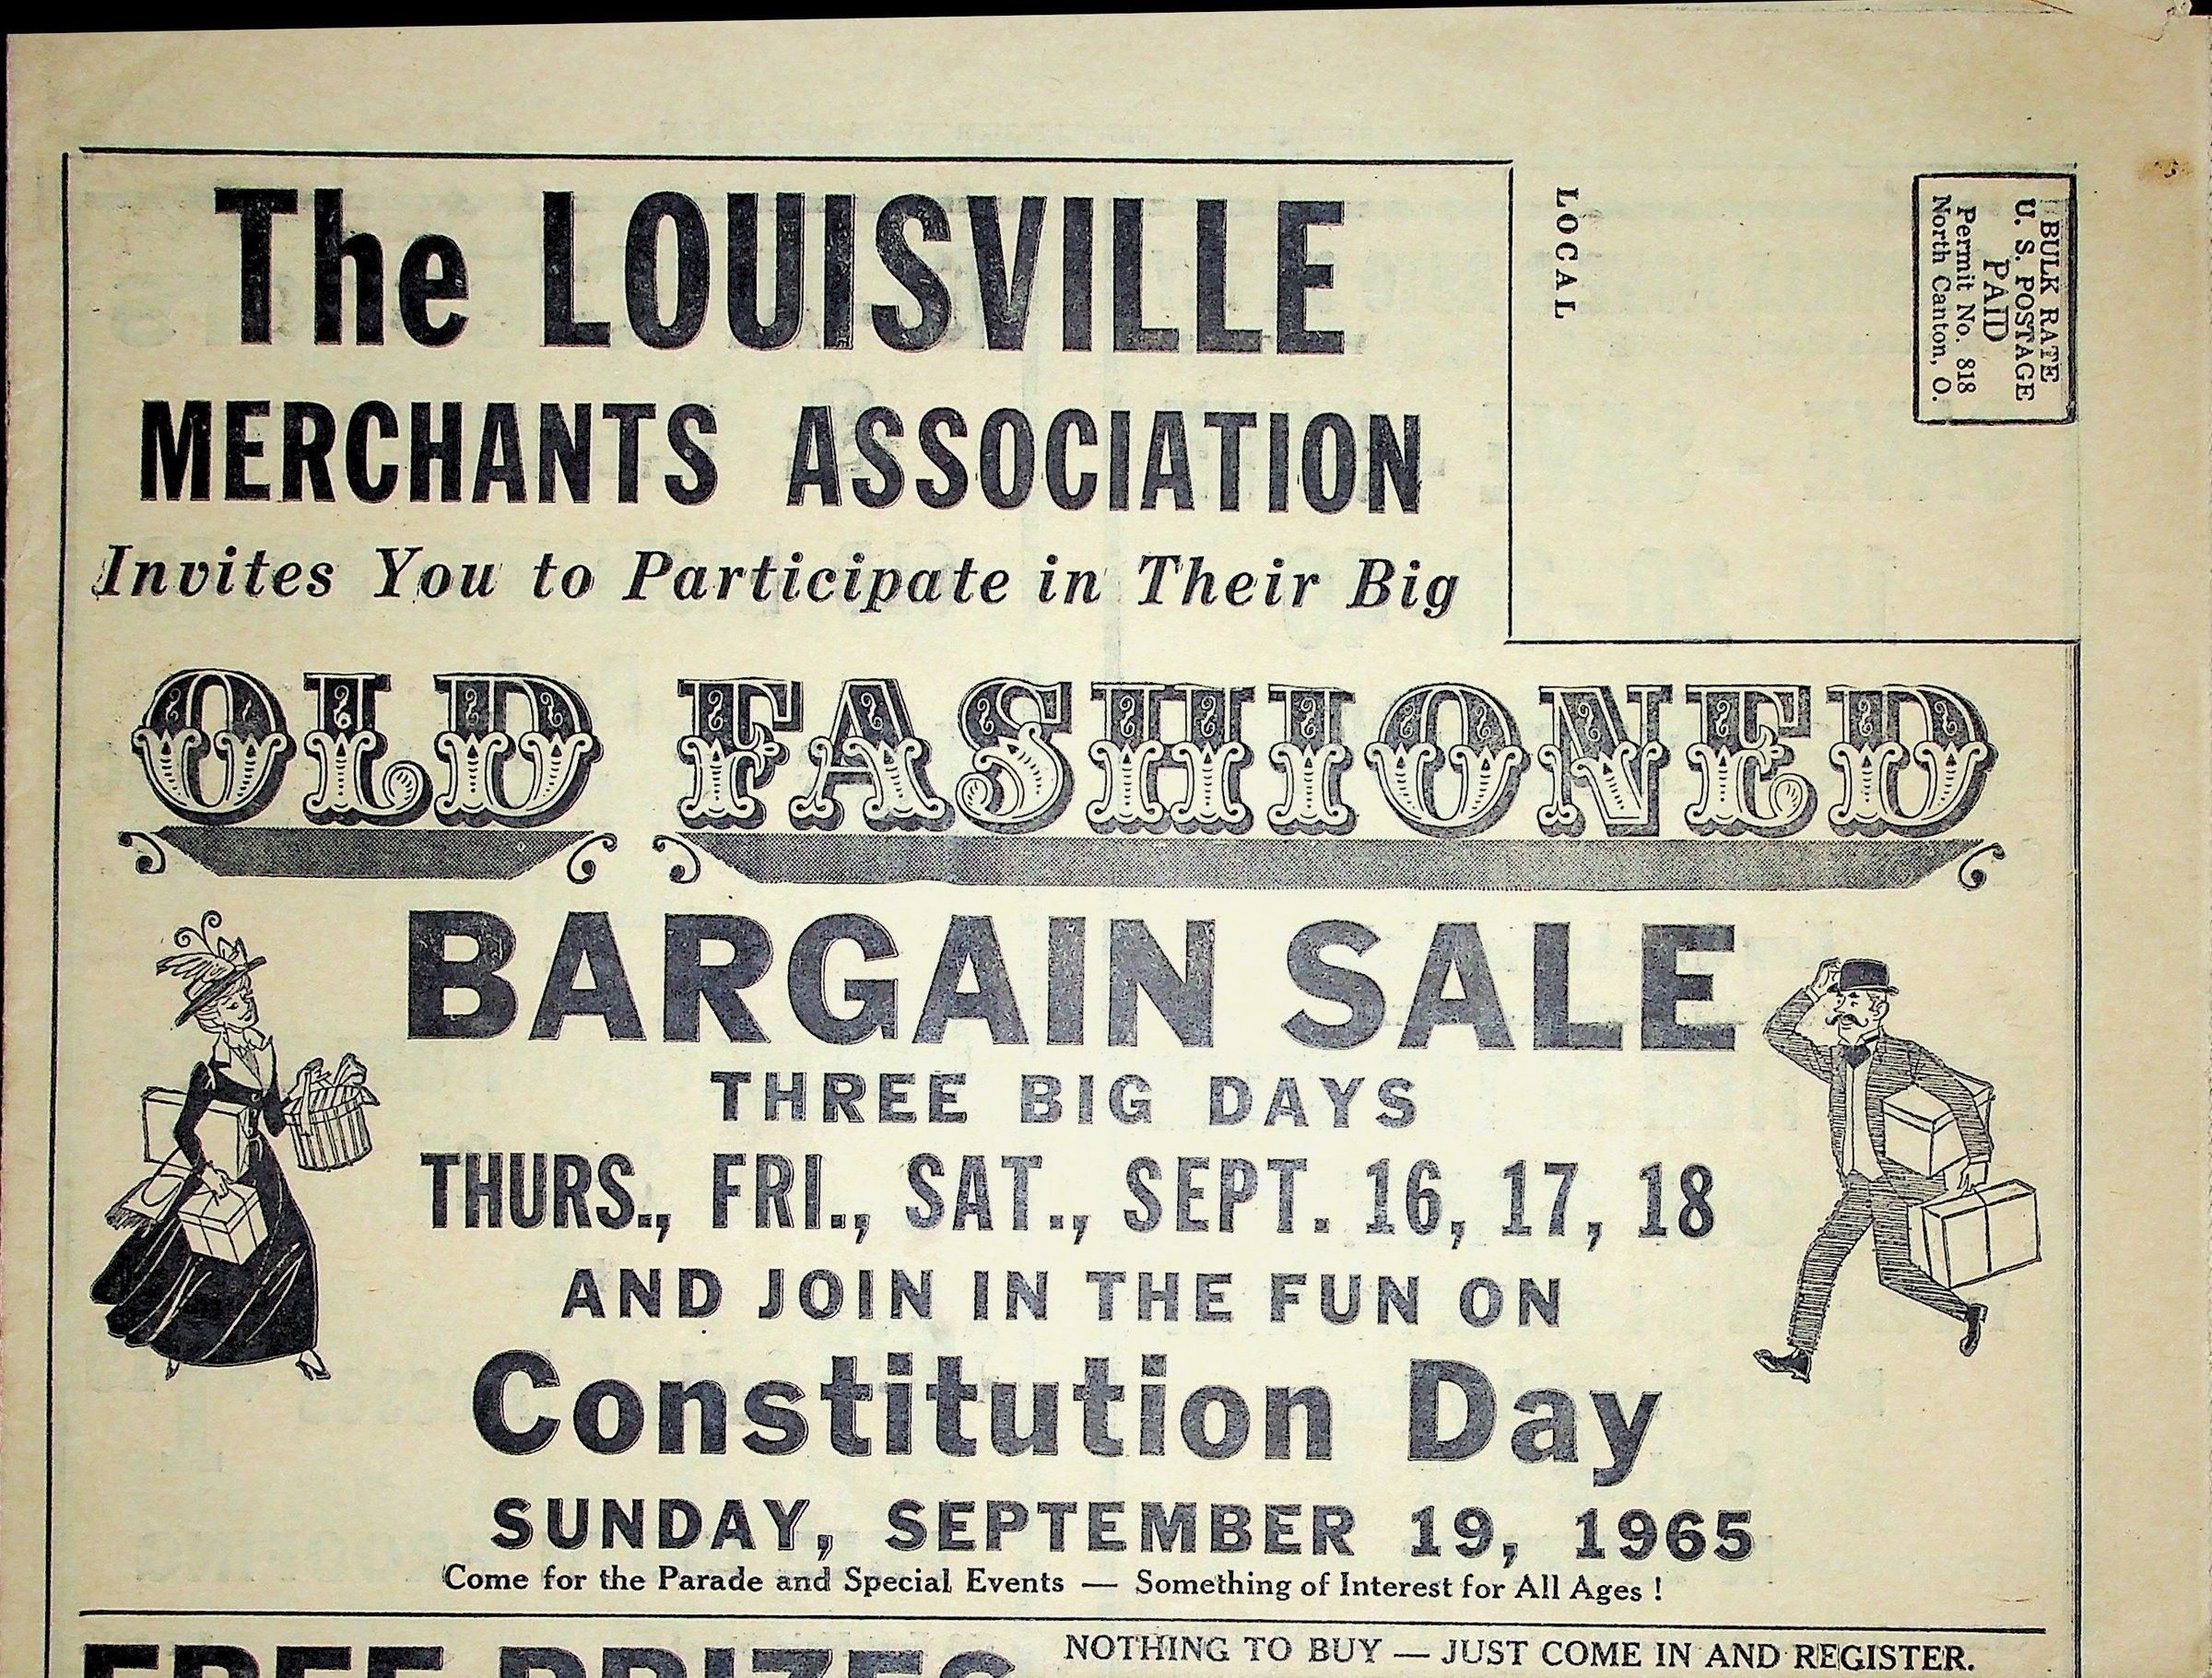 The LOUISVILLE
MERCHANTS ASSOCIATION
Invites You to Participate in Their Big
LOCAL
BULK RATE
U. S. POSTAGE
PAID
Permit No. 818
North Canton, O.
OLD FASHIONED
BARGAIN SALE
THREE BIG DAYS
THURS., FRI., SAT., SEPT. 16, 17, 18
AND JOIN IN THE FUN ON
Constitution Day
SUNDAY, SEPTEMBER 19, 1965
Come for the Parade and Special Events — Something of Interest for All Ages !
FREE PRIZES
NOTHING TO BUY — JUST COME IN AND REGISTER.